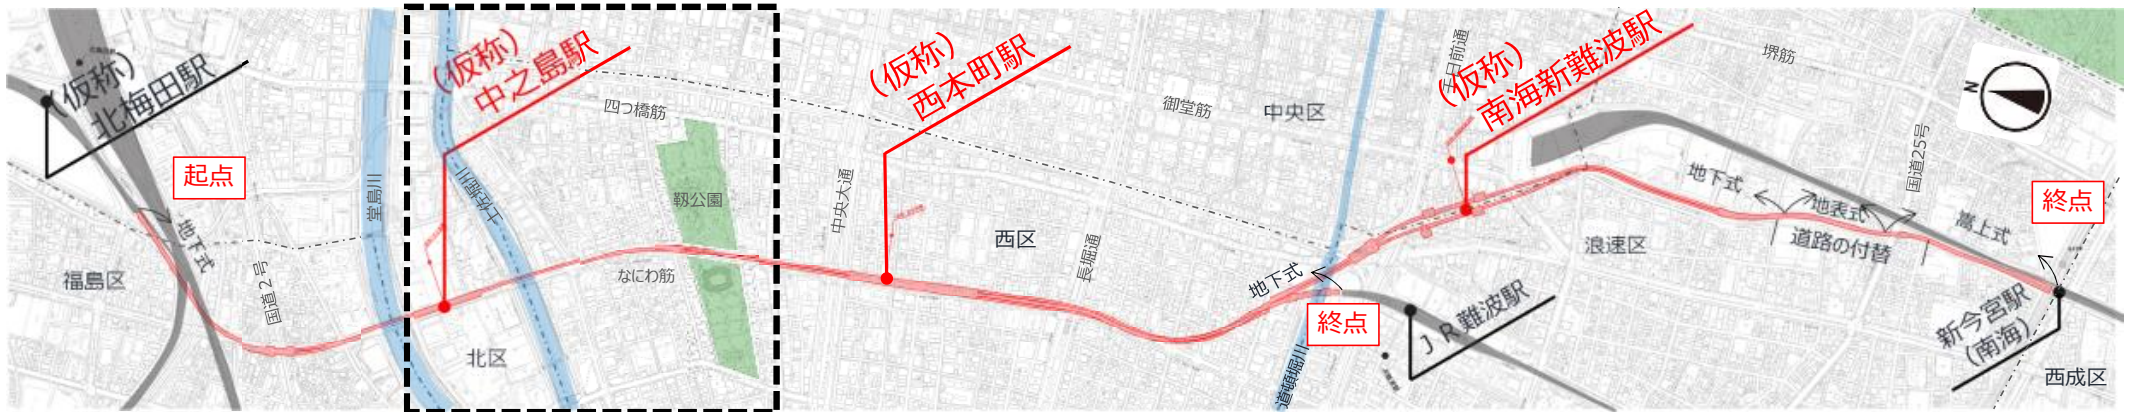 (仮称)
北梅田駅
起点
地下式
福島区
国道２号
堂島川
(仮称)
中之島駅
土佐堀川
四つ橋筋
靱公園
なにわ筋
北区
中央大通
(仮称)
西本町駅
西区
長堀通
御堂筋
中央区
地下式
終点
道頓堀川
ＪＲ難波駅
千日前通
(仮称)
南海新難波駅
堺筋
N
浪速区
地下式
地表式
嵩上式
道路の付替
国道25号
終点
新今宮駅
(南海)
西成区